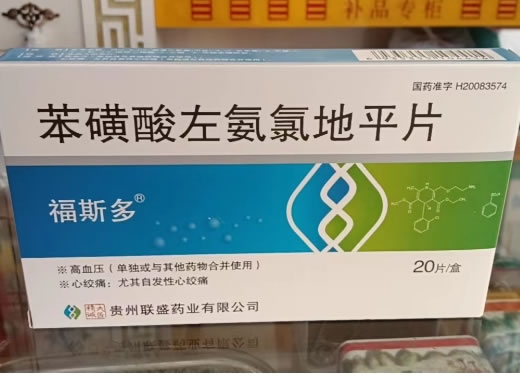 补品专柜
国药准字 H20083574
苯磺酸左氨氯地平片
福斯多®
※高血压（单独或与其他药物合并使用）
※心绞痛：尤其自发性心绞痛
20片/盒
贵州联盛药业有限公司